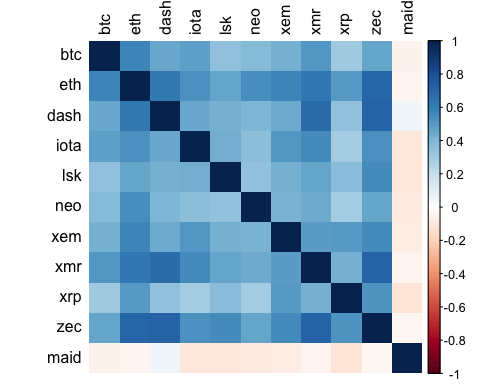 btc eth dash iota lsk neo xem xmr xrp zec maid
btc
eth
dash
iota
lsk
neo
xem
xmr
xrp
zec
maid
1
0.8
0.6
0.4
0.2
0
-0.2
-0.4
-0.6
-0.8
-1